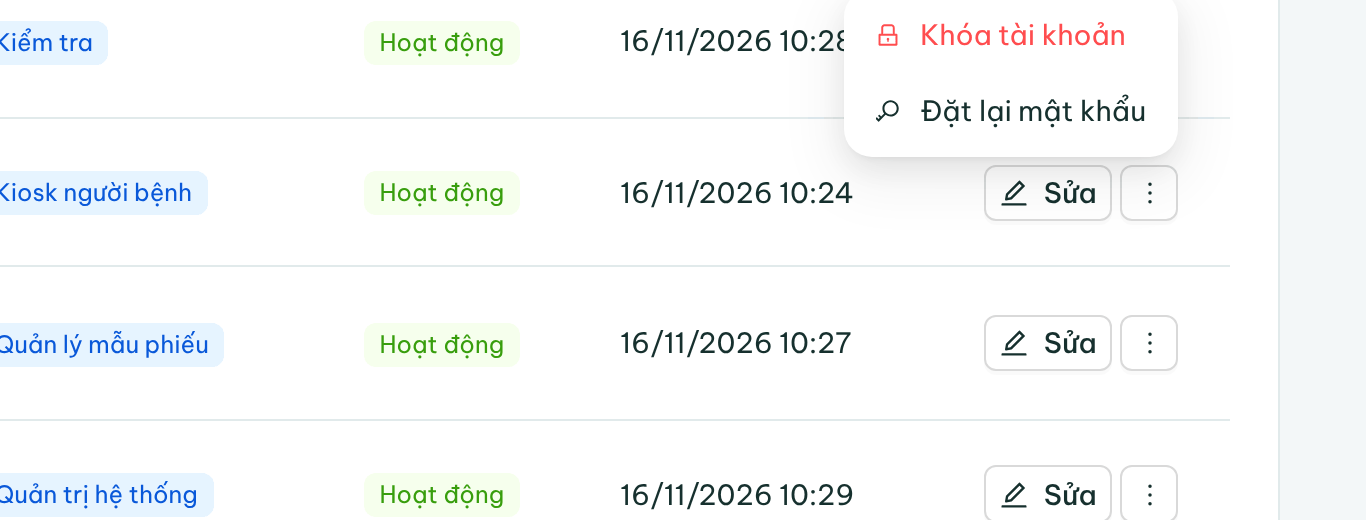 Kiểm tra Hoạt động 16/11/2026 10:28
Khóa tài khoản
Đặt lại mật khẩu
Kiosk người bệnh Hoạt động 16/11/2026 10:24 Sửa
Quản lý mẫu phiếu Hoạt động 16/11/2026 10:27 Sửa
Quản trị hệ thống Hoạt động 16/11/2026 10:29 Sửa